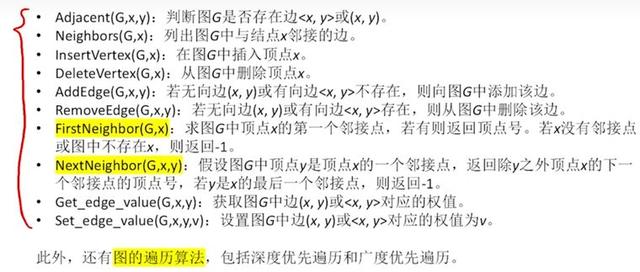 • Adjacent(G,x,y)：判断图G是否存在边<x, y>或(x, y)。
• Neighbors(G,x)：列出图G中与结点x邻接的边。
• InsertVertex(G,x)：在图G中插入顶点x。
• DeleteVertex(G,x)：从图G中删除顶点x。
• AddEdge(G,x,y)：若无向边(x, y)或有向边<x, y>不存在，则向图G中添加该边。
• RemoveEdge(G,x,y)：若无向边(x, y)或有向边<x, y>存在，则从图G中删除该边。
• FirstNeighbor(G,x)：求图G中顶点x的第一个邻接点，若有则返回顶点号。若x没有邻接点
或图中不存在x，则返回-1。
• NextNeighbor(G,x,y)：假设图G中顶点y是顶点x的一个邻接点，返回除y之外顶点x的下一
个邻接点的顶点号，若y是x的最后一个邻接点，则返回-1。
• Get_edge_value(G,x,y)：获取图G中边(x, y)或<x, y>对应的权值。
• Set_edge_value(G,x,y,v)：设置图G中边(x, y)或<x, y>对应的权值为v。
此外，还有图的遍历算法，包括深度优先遍历和广度优先遍历。